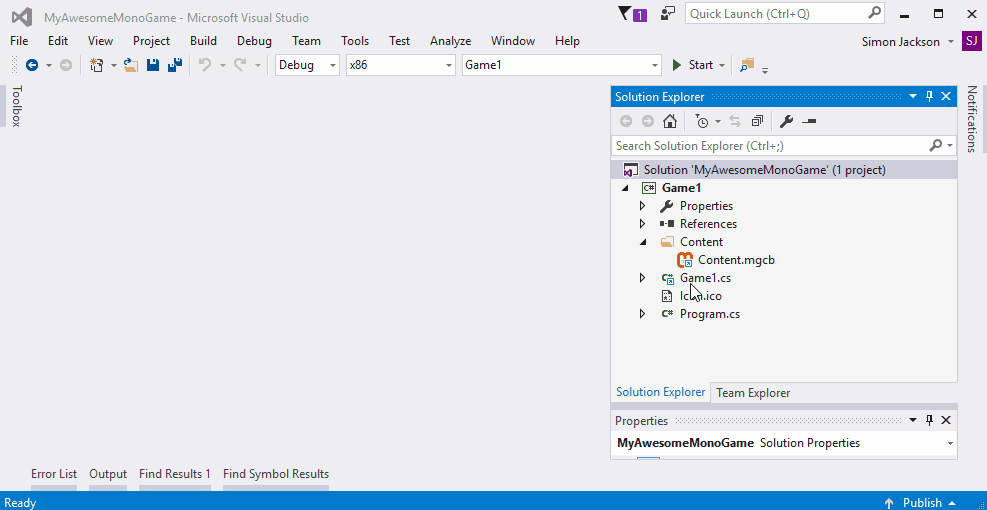 MyAwesomeMonoGame - Microsoft Visual Studio
1
Quick Launch (Ctrl+Q)
File Edit View Project Build Debug Team Tools Test Analyze Window Help
Simon Jackson SJ
Debug x86 Game1 Start
Toolbox
Notifications
Solution Explorer
Search Solution Explorer (Ctrl+;)
Solution 'MyAwesomeMonoGame' (1 project)
C# Game1
Properties
References
Content
Content.mgcb
C# Game1.cs
Icon.ico
C# Program.cs
Solution Explorer Team Explorer
Properties
MyAwesomeMonoGame Solution Properties
Error List Output Find Results 1 Find Symbol Results
Ready
Publish